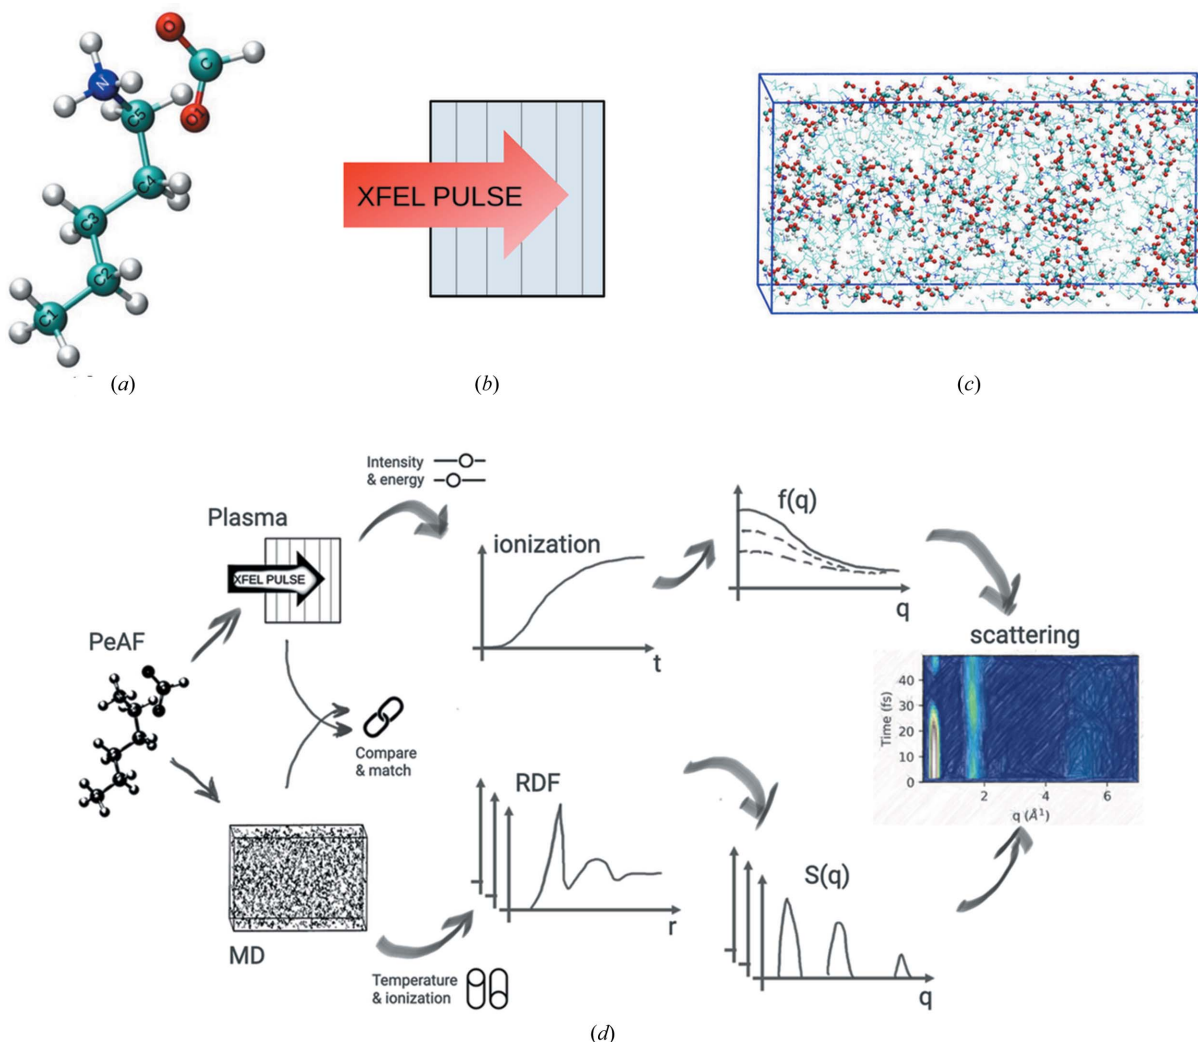 O
C
N
O
C5
C4
C3
C2
C1
XFEL PULSE
(a)
(b)
(c)
Intensity
& energy
Plasma
XFEL PULSE
ionization
t
f(q)
q
PeAF
Compare
& match
scattering
Time (fs)
40
30
20
10
0
2
4
6
q (Å¹)
MD
RDF
r
Temperature
& ionization
S(q)
q
(d)